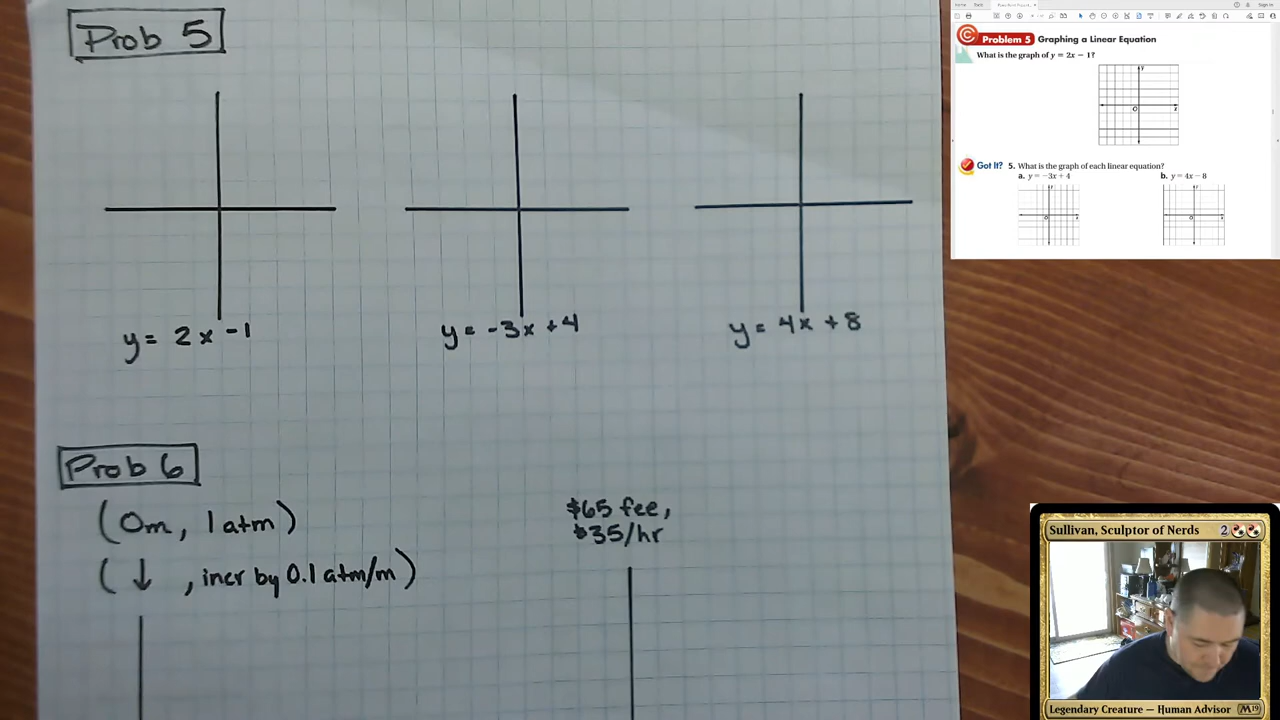 Prob 5
y = 2x -1
y = -3x +4
y = 4x +8
Prob 6
(0m, 1 atm)
(↓, incr by 0.1 atm/m)
$65 fee,
$35/hr
Problem 5 Graphing a Linear Equation
What is the graph of y = 2x − 1?
y
O
x
Got It? 5. What is the graph of each linear equation?
a. y = −3x + 4
b. y = 4x − 8
Sullivan, Sculptor of Nerds 2
Legendary Creature — Human Advisor M19